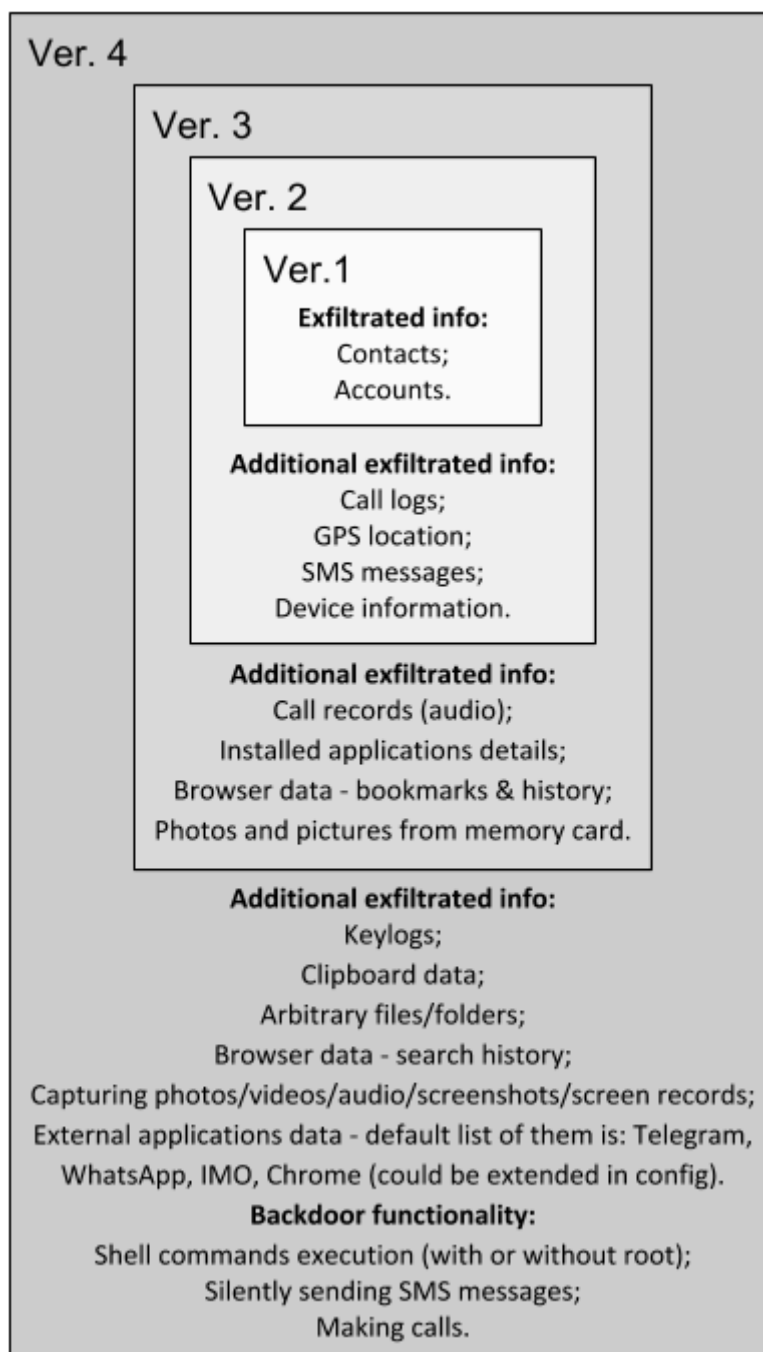 Ver. 4
Ver. 3
Ver. 2
Ver.1
Exfiltrated info:
Contacts;
Accounts.
Additional exfiltrated info:
Call logs;
GPS location;
SMS messages;
Device information.
Additional exfiltrated info:
Call records (audio);
Installed applications details;
Browser data - bookmarks & history;
Photos and pictures from memory card.
Additional exfiltrated info:
Keylogs;
Clipboard data;
Arbitrary files/folders;
Browser data - search history;
Capturing photos/videos/audio/screenshots/screen records;
External applications data - default list of them is: Telegram,
WhatsApp, IMO, Chrome (could be extended in config).
Backdoor functionality:
Shell commands execution (with or without root);
Silently sending SMS messages;
Making calls.